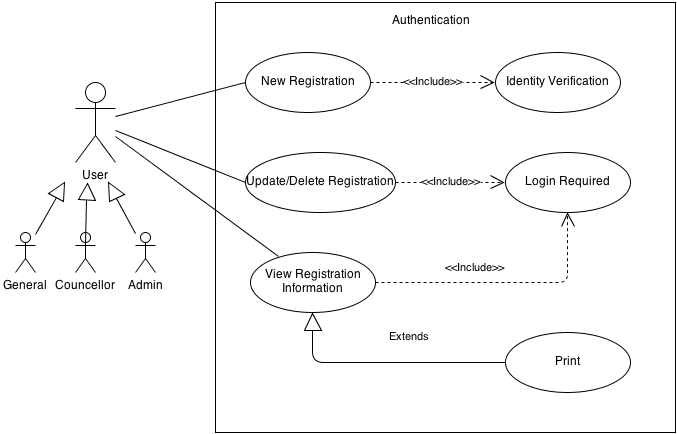 Authentication
New Registration
<<Include>>
Identity Verification
User
Update/Delete Registration
<<Include>>
Login Required
General
Councellor
Admin
View Registration
Information
<<Include>>
Extends
Print